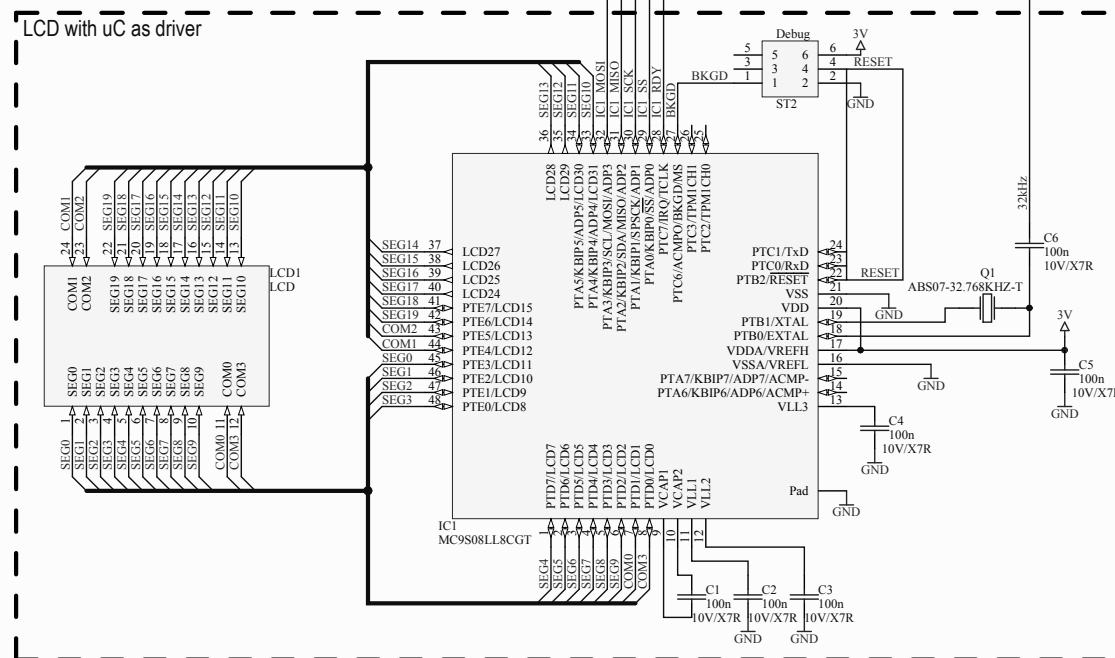 LCD with uC as driver
Debug
5 5 6 6 3V
3 3 4 4 RESET
BKGD 1 1 2 2
ST2 GND
SEG13 SEG12 SEG11 SEG10 IC1_MOSI IC1_MISO IC1_SCK IC1_SS IC1_RDY BKGD
36 35 34 33 32 31 30 29 28 27 26 25
LCD28
LCD29
PTA5/KBIP5/ADP5/LCD30
PTA4/KBIP4/ADP4/LCD31
PTA3/KBIP3/SCL/MOSI/ADP3
PTA2/KBIP2/SDA/MISO/ADP2
PTA1/KBIP1/SPSCK/ADP1
PTA0/KBIP0/SS/ADP0
PTC7/IRQ/TCLK
PTC6/ACMPO/BKGD/MS
PTC3/TPM1CH1
PTC2/TPM1CH0
COM1 COM2 SEG19 SEG18 SEG17 SEG16 SEG15 SEG14 SEG13 SEG12 SEG11 SEG10
24 23 22 21 20 19 18 17 16 15 14 13
COM1 COM2 SEG19 SEG18 SEG17 SEG16 SEG15 SEG14 SEG13 SEG12 SEG11 SEG10
LCD1
LCD
SEG0 SEG1 SEG2 SEG3 SEG4 SEG5 SEG6 SEG7 SEG8 SEG9 COM0 COM3
1 2 3 4 5 6 7 8 9 10 11 12
SEG0 SEG1 SEG2 SEG3 SEG4 SEG5 SEG6 SEG7 SEG8 SEG9 COM0 COM3
SEG14 37 LCD27
SEG15 38 LCD26
SEG16 39 LCD25
SEG17 40 LCD24
SEG18 41 PTE7/LCD15
SEG19 42 PTE6/LCD14
COM2 43 PTE5/LCD13
COM1 44 PTE4/LCD12
SEG0 45 PTE3/LCD11
SEG1 46 PTE2/LCD10
SEG2 47 PTE1/LCD9
SEG3 48 PTE0/LCD8
PTC1/TxD 24
PTC0/RxD 23
PTB2/RESET 22 RESET
VSS 21
VDD 20 GND
PTB1/XTAL 19
PTB0/EXTAL 18
VDDA/VREFH 17
VSSA/VREFL 16
PTA7/KBIP7/ADP7/ACMP- 15 GND
PTA6/KBIP6/ADP6/ACMP+ 14
VLL3 13
32kHz
C6
100n
10V/X7R
Q1
ABS07-32.768KHZ-T
3V
C5
100n
10V/X7R
GND
C4
100n
10V/X7R
GND
Pad
GND
PTD7/LCD7
PTD6/LCD6
PTD5/LCD5
PTD4/LCD4
PTD3/LCD3
PTD2/LCD2
PTD1/LCD1
PTD0/LCD0
VCAP1
VCAP2
VLL1
VLL2
IC1
MC9S08LL8CGT
1 2 3 4 5 6 7 8 9 10 11 12
SEG4 SEG5 SEG6 SEG7 SEG8 SEG9 COM0 COM3
C1
100n
10V/X7R
C2
100n
10V/X7R
GND
C3
100n
10V/X7R
GND